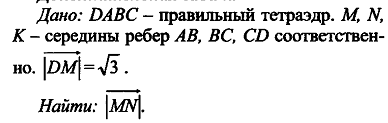 Дано: DABC – правильный тетраэдр. M, N,
K – середины ребер AB, BC, CD соответствен-
но. |DM|=√3 .
Найти: |MN|.